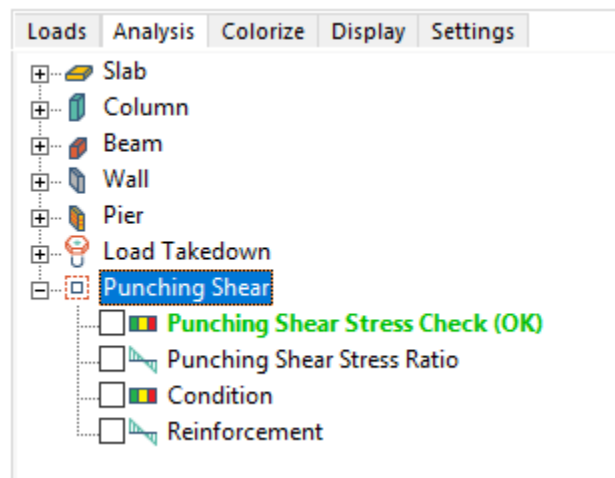 Loads Analysis Colorize Display Settings
Slab
Column
Beam
Wall
Pier
Load Takedown
Punching Shear
Punching Shear Stress Check (OK)
Punching Shear Stress Ratio
Condition
Reinforcement